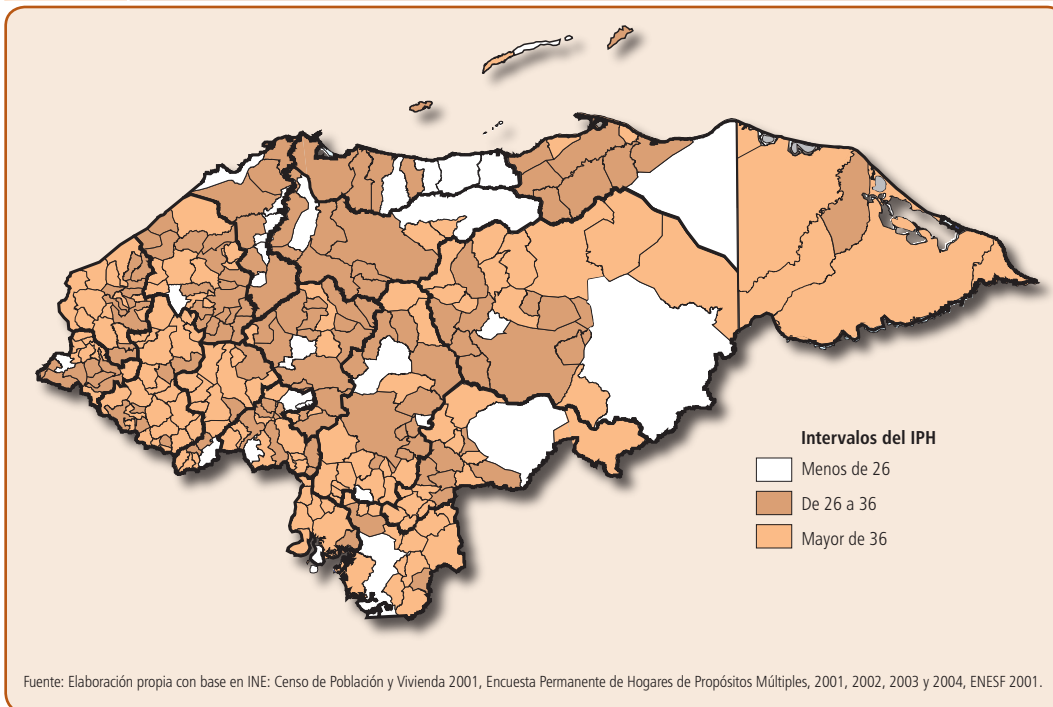 Intervalos del IPH
Menos de 26
De 26 a 36
Mayor de 36
Fuente: Elaboración propia con base en INE: Censo de Población y Vivienda 2001, Encuesta Permanente de Hogares de Propósitos Múltiples, 2001, 2002, 2003 y 2004, ENESF 2001.